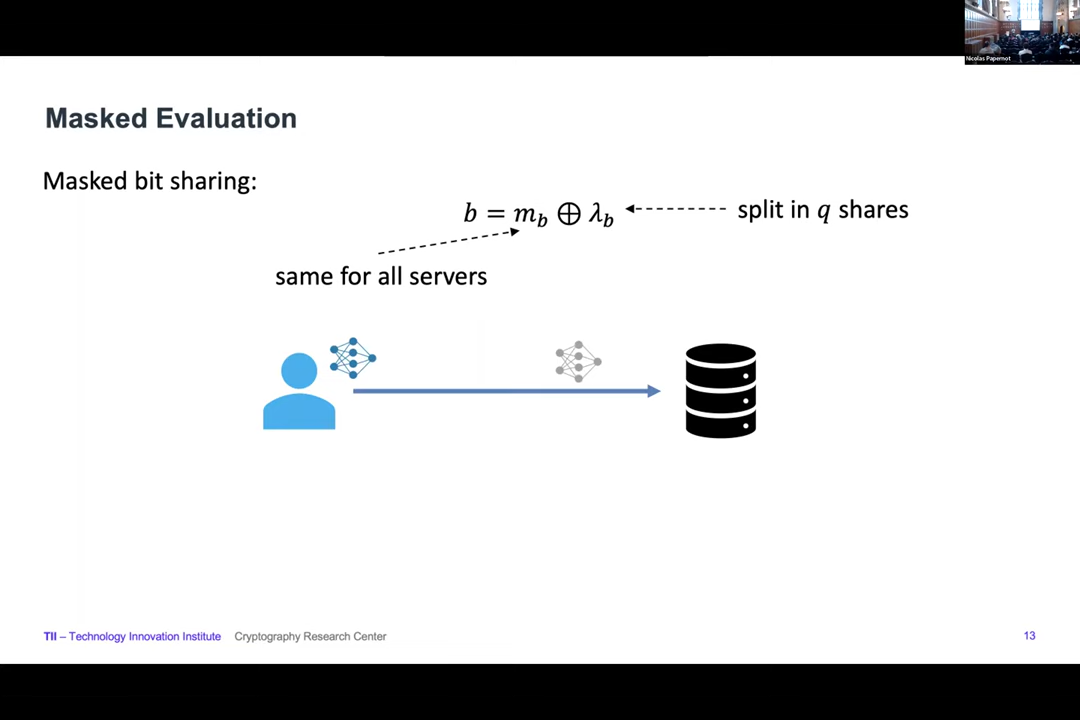 Nicolas Papernot
Masked Evaluation
Masked bit sharing:
b = m_b ⊕ λ_b
split in q shares
same for all servers
TII – Technology Innovation Institute Cryptography Research Center
13